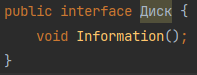 public interface Диск {
    void Information();
}